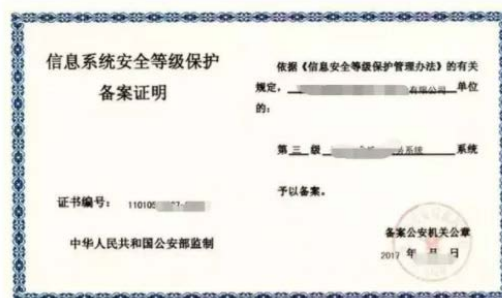 信息系统安全等级保护
备案证明
证书编号: 110105
中华人民共和国公安部监制
依据《信息安全等级保护管理办法》的有关
规定, 有限公司 单位
的:
第 三 级 系统 系统
予以备案。
备案公安机关公章
2017 年 月 日